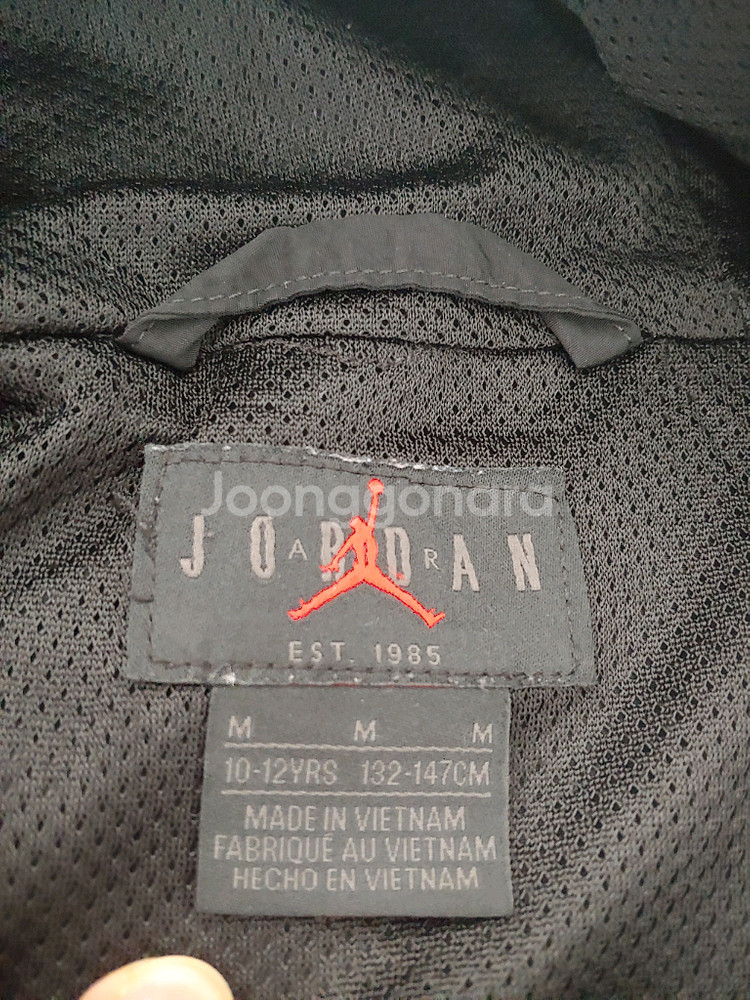 Joonggonara
JORDAN
AIR
EST. 1985
M M M
10-12YRS 132-147CM
MADE IN VIETNAM
FABRIQUÉ AU VIETNAM
HECHO EN VIETNAM